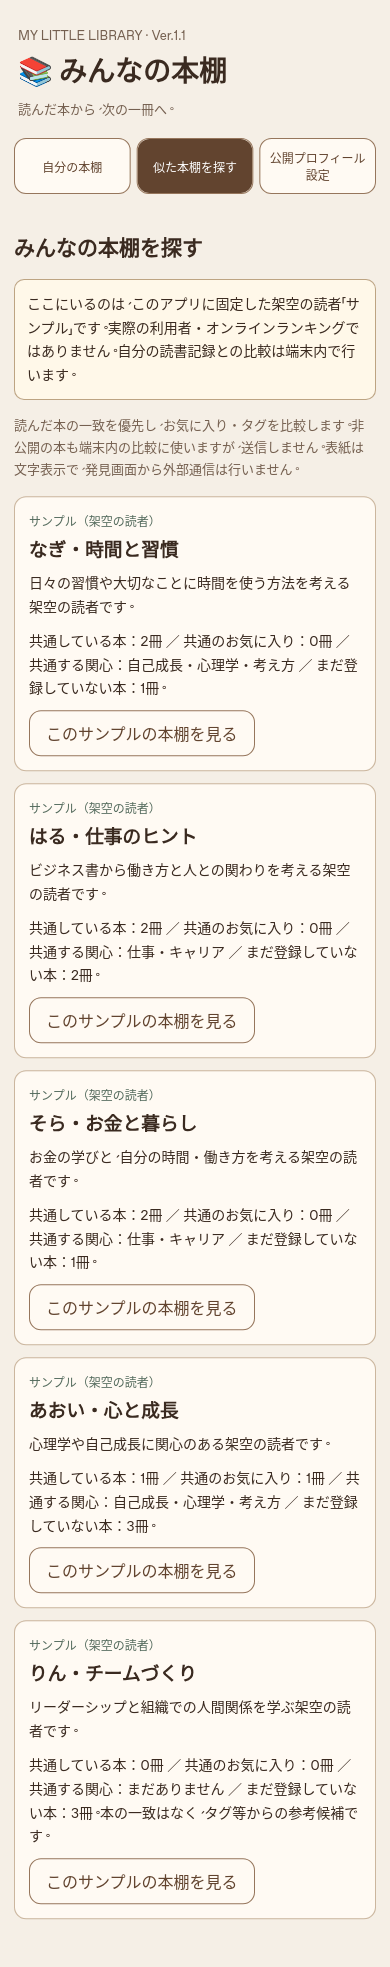 MY LITTLE LIBRARY · Ver.1.1
📚 みんなの本棚
読んだ本から、次の一冊へ。
自分の本棚
似た本棚を探す
公開プロフィール
設定
みんなの本棚を探す
ここにいるのは、このアプリに固定した架空の読者「サ
ンプル」です。実際の利用者・オンラインランキングで
はありません。自分の読書記録との比較は端末内で行
います。
読んだ本の一致を優先し、お気に入り・タグを比較します。非
公開の本も端末内の比較に使いますが、送信しません。表紙は
文字表示で、発見画面から外部通信は行いません。
サンプル（架空の読者）
なぎ・時間と習慣
日々の習慣や大切なことに時間を使う方法を考える
架空の読者です。
共通している本：2冊 ／ 共通のお気に入り：0冊 ／
共通する関心：自己成長・心理学・考え方 ／ まだ登
録していない本：1冊。
このサンプルの本棚を見る
サンプル（架空の読者）
はる・仕事のヒント
ビジネス書から働き方と人との関わりを考える架空
の読者です。
共通している本：2冊 ／ 共通のお気に入り：0冊 ／
共通する関心：仕事・キャリア ／ まだ登録していな
い本：2冊。
このサンプルの本棚を見る
サンプル（架空の読者）
そら・お金と暮らし
お金の学びと、自分の時間・働き方を考える架空の読
者です。
共通している本：2冊 ／ 共通のお気に入り：0冊 ／
共通する関心：仕事・キャリア ／ まだ登録していな
い本：1冊。
このサンプルの本棚を見る
サンプル（架空の読者）
あおい・心と成長
心理学や自己成長に関心のある架空の読者です。
共通している本：1冊 ／ 共通のお気に入り：1冊 ／ 共
通する関心：自己成長・心理学・考え方 ／ まだ登録
していない本：3冊。
このサンプルの本棚を見る
サンプル（架空の読者）
りん・チームづくり
リーダーシップと組織での人間関係を学ぶ架空の読
者です。
共通している本：0冊 ／ 共通のお気に入り：0冊 ／
共通する関心：まだありません ／ まだ登録していな
い本：3冊。本の一致はなく、タグ等からの参考候補で
す。
このサンプルの本棚を見る